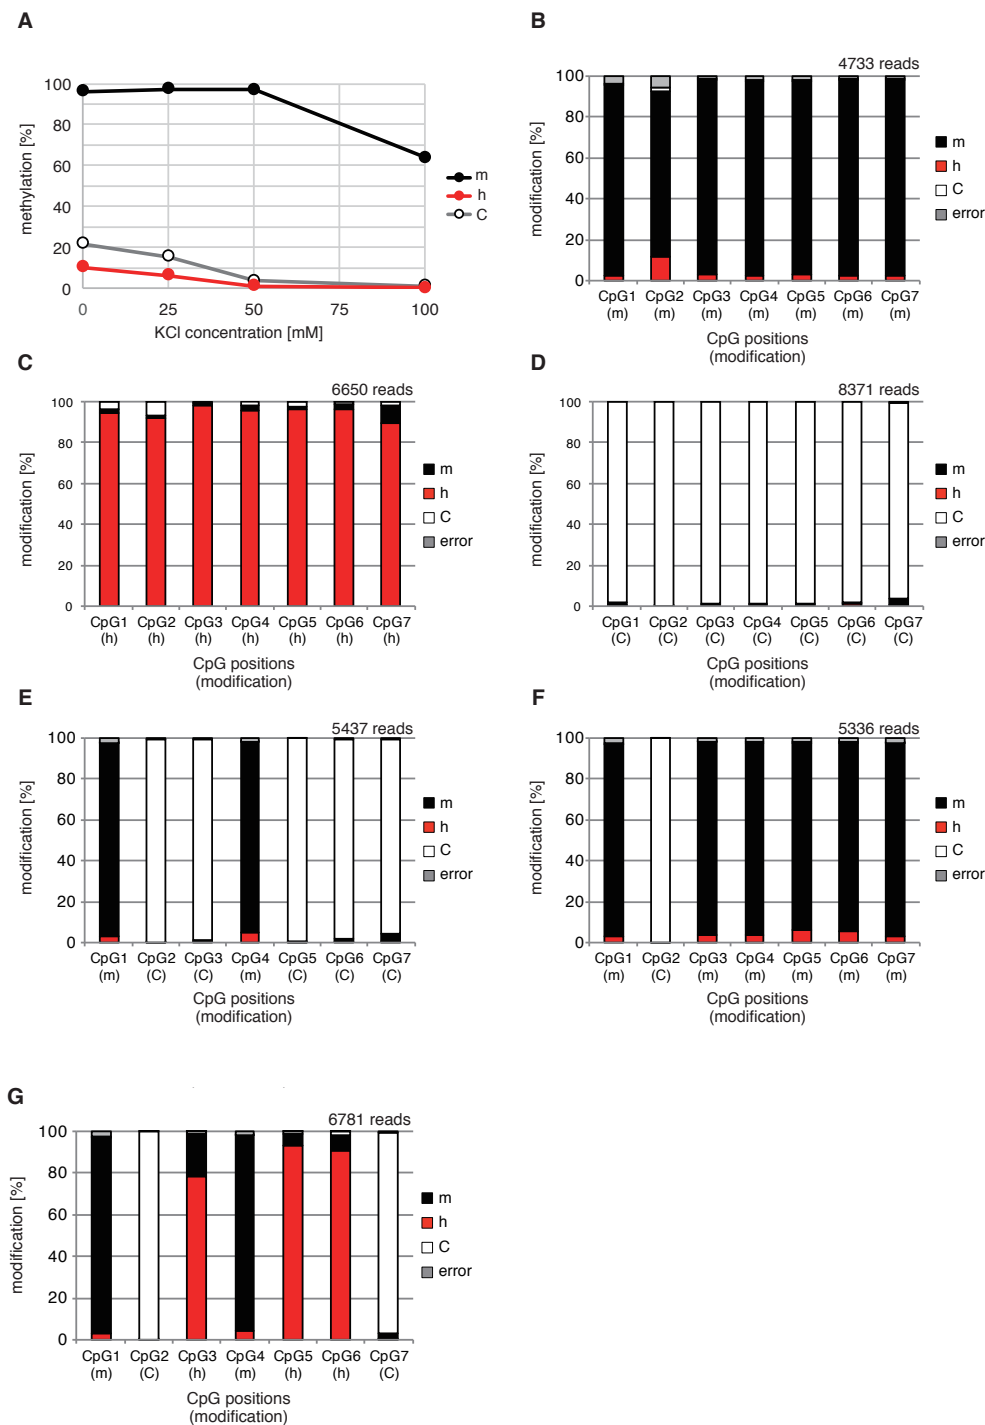 A
methylation [%]
100
80
60
40
20
0
0 25 50 75 100
KCl concentration [mM]
m
h
C
B
4733 reads
modification [%]
100
80
60
40
20
0
CpG1 CpG2 CpG3 CpG4 CpG5 CpG6 CpG7
(m) (m) (m) (m) (m) (m) (m)
CpG positions
(modification)
m
h
C
error
C
6650 reads
modification [%]
100
80
60
40
20
0
CpG1 CpG2 CpG3 CpG4 CpG5 CpG6 CpG7
(h) (h) (h) (h) (h) (h) (h)
CpG positions
(modification)
m
h
C
error
D
8371 reads
modification [%]
100
80
60
40
20
0
CpG1 CpG2 CpG3 CpG4 CpG5 CpG6 CpG7
(C) (C) (C) (C) (C) (C) (C)
CpG positions
(modification)
m
h
C
error
E
5437 reads
modification [%]
100
80
60
40
20
0
CpG1 CpG2 CpG3 CpG4 CpG5 CpG6 CpG7
(m) (C) (C) (m) (C) (C) (C)
CpG positions
(modification)
m
h
C
error
F
5336 reads
modification [%]
100
80
60
40
20
0
CpG1 CpG2 CpG3 CpG4 CpG5 CpG6 CpG7
(m) (C) (m) (m) (m) (m) (m)
CpG positions
(modification)
m
h
C
error
G
6781 reads
modification [%]
100
80
60
40
20
0
CpG1 CpG2 CpG3 CpG4 CpG5 CpG6 CpG7
(m) (C) (h) (m) (h) (h) (C)
CpG positions
(modification)
m
h
C
error